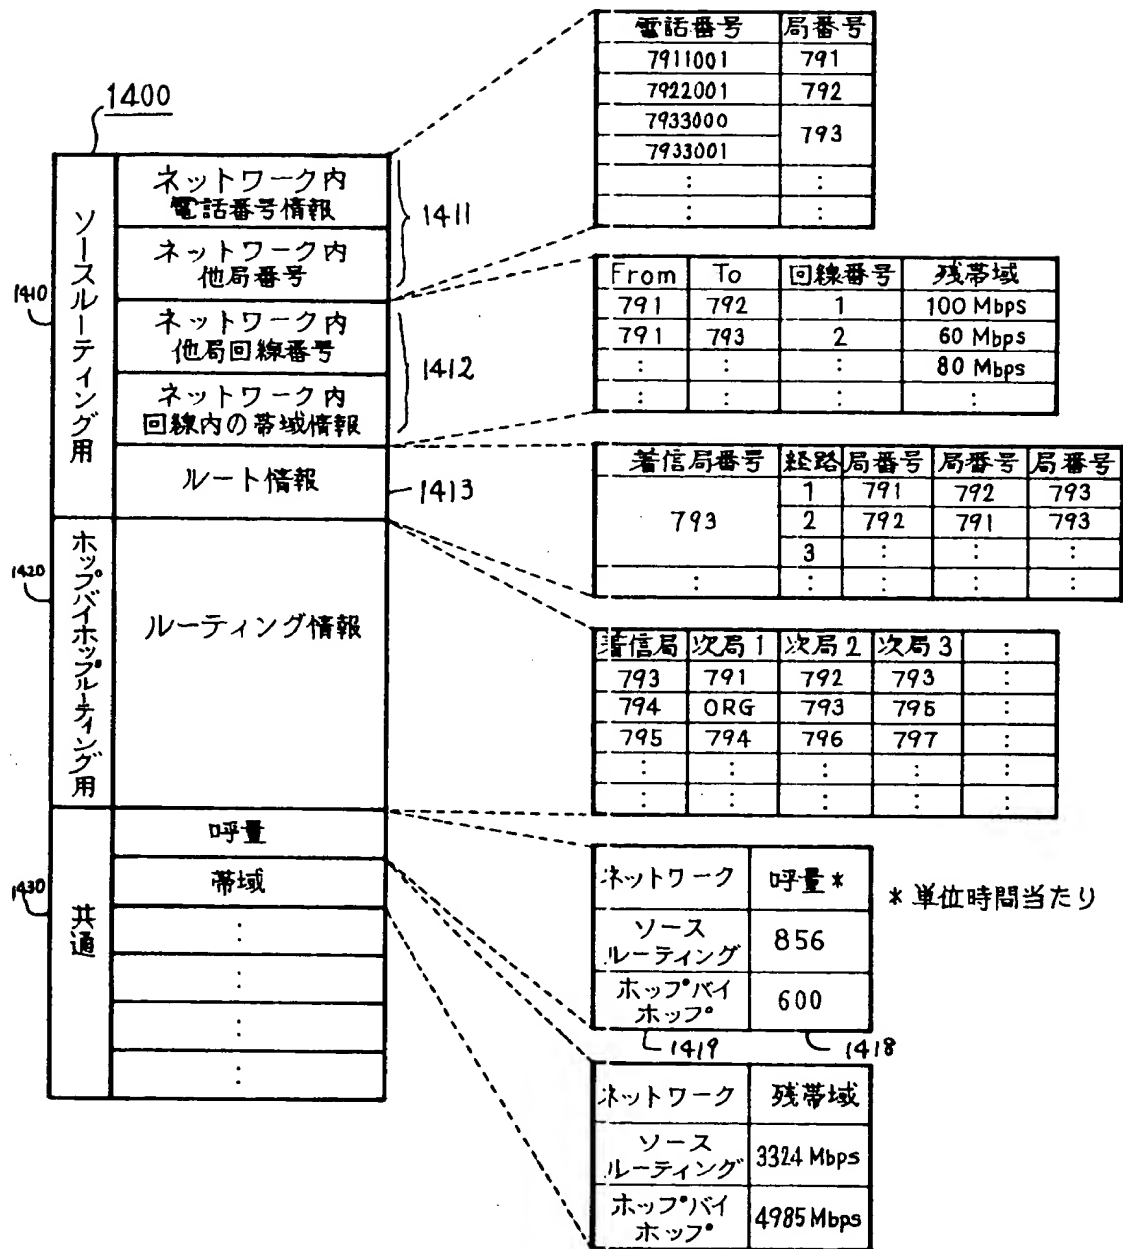 1400
1410
ソースルーティング用
ネットワーク内
電話番号情報
ネットワーク内
他局番号
1411
ネットワーク内
他局回線番号
ネットワーク内
回線内の帯域情報
1412
ルート情報
1413
1420
ホップバイホップルーティング用
ルーティング情報
1430
共通
呼量
帯域
:
:
:
:
電話番号 局番号
7911001 791
7922001 792
7933000 793
7933001
: :
: :
From To 回線番号 残帯域
791 792 1 100 Mbps
791 793 2 60 Mbps
: : : 80 Mbps
: : : :
着信局番号 経路 局番号 局番号 局番号
793 1 791 792 793
2 792 791 793
3 : : :
: : : : :
着信局 次局1 次局2 次局3 :
793 791 792 793 :
794 ORG 793 795 :
795 794 796 797 :
: : : : :
: : : : :
ネットワーク 呼量*
ソース
ルーティング 856
ホップバイ
ホップ 600
*単位時間当たり
1419 1418
ネットワーク 残帯域
ソース
ルーティング 3324 Mbps
ホップバイ
ホップ 4985 Mbps